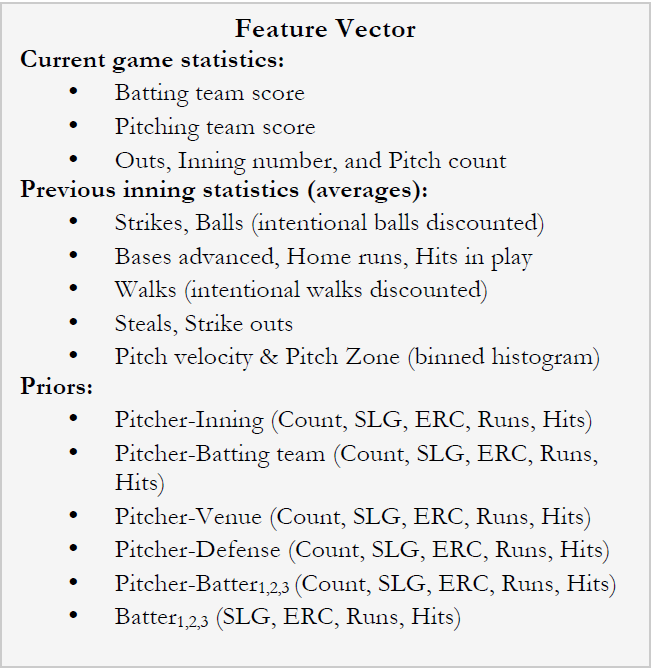 Feature Vector
Current game statistics:
• Batting team score
• Pitching team score
• Outs, Inning number, and Pitch count
Previous inning statistics (averages):
• Strikes, Balls (intentional balls discounted)
• Bases advanced, Home runs, Hits in play
• Walks (intentional walks discounted)
• Steals, Strike outs
• Pitch velocity & Pitch Zone (binned histogram)
Priors:
• Pitcher-Inning (Count, SLG, ERC, Runs, Hits)
• Pitcher-Batting team (Count, SLG, ERC, Runs,
Hits)
• Pitcher-Venue (Count, SLG, ERC, Runs, Hits)
• Pitcher-Defense (Count, SLG, ERC, Runs, Hits)
• Pitcher-Batter1,2,3 (Count, SLG, ERC, Runs, Hits)
• Batter1,2,3 (SLG, ERC, Runs, Hits)